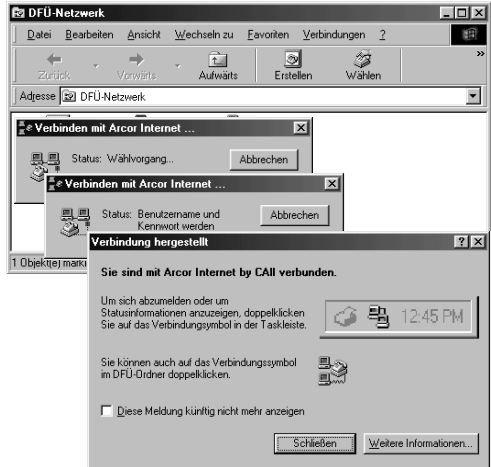 DFÜ-Netzwerk
Datei Bearbeiten Ansicht Wechseln zu Favoriten Verbindungen ?
Zurück Vorwärts Aufwärts Erstellen Wählen »
Adresse DFÜ-Netzwerk
Verbinden mit Arcor Internet ...
Status: Wählvorgang... Abbrechen
Verbinden mit Arcor Internet ...
Status: Benutzername und Abbrechen
Kennwort werden
1 Objekt(e) marki
Verbindung hergestellt
Sie sind mit Arcor Internet by CAll verbunden.
Um sich abzumelden oder um
Statusinformationen anzuzeigen, doppelklicken
Sie auf das Verbindungsymbol in der Taskleiste.
12:45 PM
Sie können auch auf das Verbindungssymbol
im DFÜ-Ordner doppelklicken.
Diese Meldung künftig nicht mehr anzeigen
Schließen Weitere Informationen...